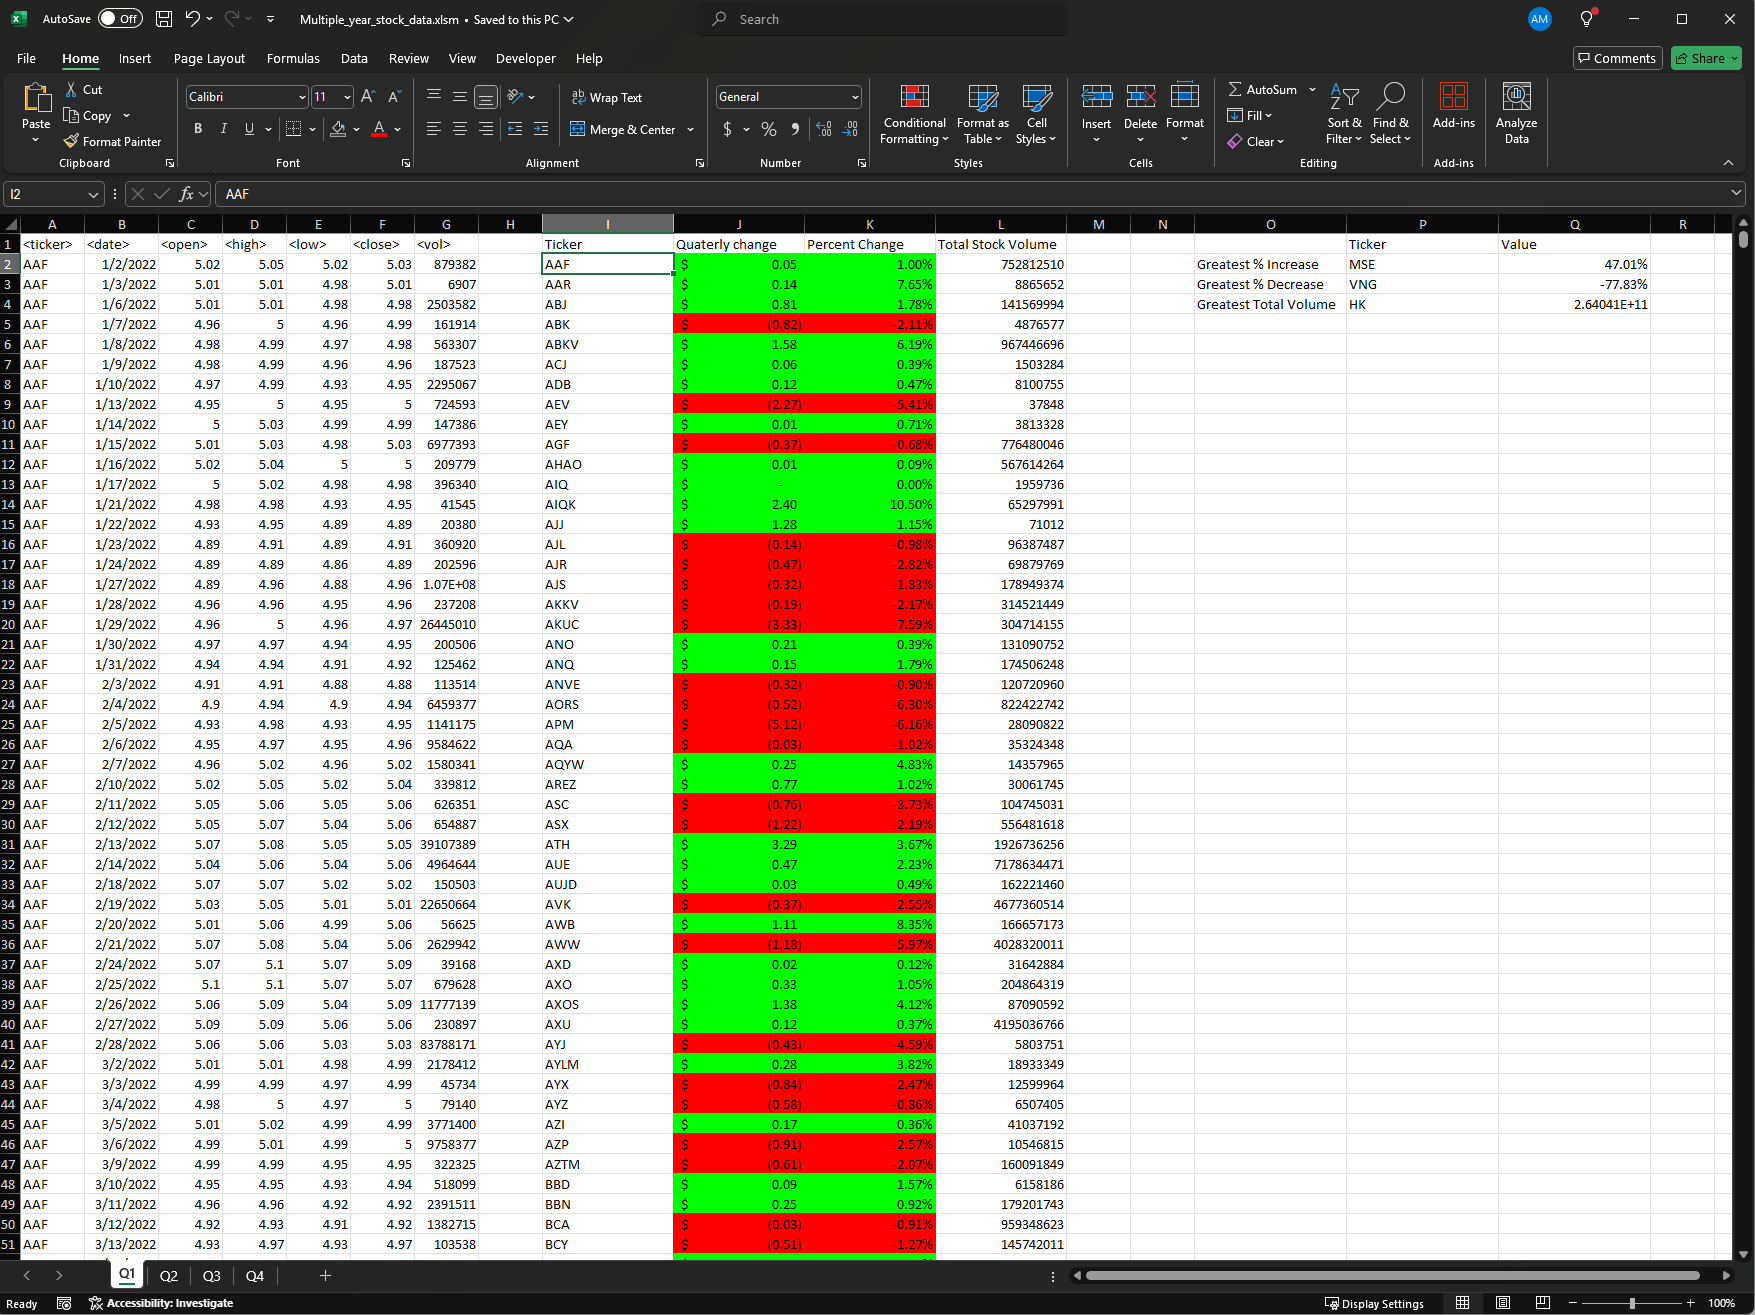 AutoSave Off Multiple_year_stock_data.xlsm • Saved to this PC Search AM
File Home Insert Page Layout Formulas Data Review View Developer Help Comments Share
Paste Cut Copy Format Painter Clipboard
Calibri 11 B I U A Font
Wrap Text Merge & Center Alignment
General $ % Number
Conditional Formatting Format as Table Cell Styles Styles
Insert Delete Format Cells
AutoSum Fill Clear Sort & Filter Find & Select Editing
Add-ins Add-ins
Analyze Data
I2 fx AAF
A B C D E F G H I J K L M N O P Q R
1 <ticker> <date> <open> <high> <low> <close> <vol> Ticker Quaterly change Percent Change Total Stock Volume Ticker Value
2 AAF 1/2/2022 5.02 5.05 5.02 5.03 879382 AAF $ 0.05 1.00% 752812510 Greatest % Increase MSE 47.01%
3 AAF 1/3/2022 5.01 5.01 4.98 5.01 6907 AAR $ 0.14 7.65% 8865652 Greatest % Decrease VNG -77.83%
4 AAF 1/6/2022 5.01 5.01 4.98 4.98 2503582 ABJ $ 0.81 1.78% 141569994 Greatest Total Volume HK 2.64041E+11
5 AAF 1/7/2022 4.96 5 4.96 4.99 161914 ABK $ (0.82) -2.11% 4876577
6 AAF 1/8/2022 4.98 4.99 4.97 4.98 563307 ABKV $ 1.58 6.19% 967446696
7 AAF 1/9/2022 4.98 4.99 4.96 4.96 187523 ACJ $ 0.06 0.39% 1503284
8 AAF 1/10/2022 4.97 4.99 4.93 4.95 2295067 ADB $ 0.12 0.47% 8100755
9 AAF 1/13/2022 4.95 5 4.95 5 724593 AEV $ (2.27) -5.41% 37848
10 AAF 1/14/2022 5 5.03 4.99 4.99 147386 AEY $ 0.01 0.71% 3813328
11 AAF 1/15/2022 5.01 5.03 4.98 5.03 6977393 AGF $ (0.37) -0.68% 776480046
12 AAF 1/16/2022 5.02 5.04 5 5 209779 AHAO $ 0.01 0.09% 567614264
13 AAF 1/17/2022 5 5.02 4.98 4.98 396340 AIQ $ - 0.00% 1959736
14 AAF 1/21/2022 4.98 4.98 4.93 4.95 41545 AIQK $ 2.40 10.50% 65297991
15 AAF 1/22/2022 4.93 4.95 4.89 4.89 20380 AJJ $ 1.28 1.15% 71012
16 AAF 1/23/2022 4.89 4.91 4.89 4.91 360920 AJL $ (0.14) -0.98% 96387487
17 AAF 1/24/2022 4.89 4.89 4.86 4.89 202596 AJR $ (0.47) -2.82% 69879769
18 AAF 1/27/2022 4.89 4.96 4.88 4.96 1.07E+08 AJS $ (0.32) -1.83% 178949374
19 AAF 1/28/2022 4.96 4.96 4.95 4.96 237208 AKKV $ (0.19) -2.17% 314521449
20 AAF 1/29/2022 4.96 5 4.96 4.97 26445010 AKUC $ (3.33) -7.59% 304714155
21 AAF 1/30/2022 4.97 4.97 4.94 4.95 200506 ANO $ 0.21 0.39% 131090752
22 AAF 1/31/2022 4.94 4.94 4.91 4.92 125462 ANQ $ 0.15 1.79% 174506248
23 AAF 2/3/2022 4.91 4.91 4.88 4.88 113514 ANVE $ (0.32) -0.90% 120720960
24 AAF 2/4/2022 4.9 4.94 4.9 4.94 6459377 AORS $ (0.52) -6.30% 822422742
25 AAF 2/5/2022 4.93 4.98 4.93 4.95 1141175 APM $ (5.12) -6.16% 28090822
26 AAF 2/6/2022 4.95 4.97 4.95 4.96 9584622 AQA $ (0.03) -1.02% 35324348
27 AAF 2/7/2022 4.96 5.02 4.96 5.02 1580341 AQYW $ 0.25 4.83% 14357965
28 AAF 2/10/2022 5.02 5.05 5.02 5.04 339812 AREZ $ 0.77 1.02% 30061745
29 AAF 2/11/2022 5.05 5.06 5.05 5.06 626351 ASC $ (0.76) -3.73% 104745031
30 AAF 2/12/2022 5.05 5.07 5.04 5.06 654887 ASX $ (1.22) -2.19% 556481618
31 AAF 2/13/2022 5.07 5.08 5.05 5.05 39107389 ATH $ 3.29 3.67% 1926736256
32 AAF 2/14/2022 5.04 5.06 5.04 5.06 4964644 AUE $ 0.47 2.23% 7178634471
33 AAF 2/18/2022 5.07 5.07 5.02 5.02 150503 AUJD $ 0.03 0.49% 162221460
34 AAF 2/19/2022 5.03 5.05 5.01 5.01 22650664 AVK $ (0.37) -2.55% 4677360514
35 AAF 2/20/2022 5.01 5.06 4.99 5.06 56625 AWB $ 1.11 8.35% 166657173
36 AAF 2/21/2022 5.07 5.08 5.04 5.06 2629942 AWW $ (1.18) -5.97% 4028320011
37 AAF 2/24/2022 5.07 5.1 5.07 5.09 39168 AXD $ 0.02 0.12% 31642884
38 AAF 2/25/2022 5.1 5.1 5.07 5.07 679628 AXO $ 0.33 1.05% 204864319
39 AAF 2/26/2022 5.06 5.09 5.04 5.09 11777139 AXOS $ 1.38 4.12% 87090592
40 AAF 2/27/2022 5.09 5.09 5.06 5.06 230897 AXU $ 0.12 0.37% 4195036766
41 AAF 2/28/2022 5.06 5.06 5.03 5.03 83788171 AYJ $ (0.43) -4.59% 5803751
42 AAF 3/2/2022 5.01 5.01 4.98 4.99 2178412 AYLM $ 0.28 3.82% 18933349
43 AAF 3/3/2022 4.99 4.99 4.97 4.99 45734 AYX $ (0.84) -2.47% 12599964
44 AAF 3/4/2022 4.98 5 4.97 5 79140 AYZ $ (0.58) -0.86% 6507405
45 AAF 3/5/2022 5.01 5.02 4.99 4.99 3771400 AZI $ 0.17 0.36% 41037192
46 AAF 3/6/2022 4.99 5.01 4.99 5 9758377 AZP $ (0.91) -2.57% 10546815
47 AAF 3/9/2022 4.99 4.99 4.95 4.95 322325 AZTM $ (0.61) -2.07% 160091849
48 AAF 3/10/2022 4.95 4.95 4.93 4.94 518099 BBD $ 0.09 1.57% 6158186
49 AAF 3/11/2022 4.96 4.96 4.92 4.92 2391511 BBN $ 0.25 0.92% 179201743
50 AAF 3/12/2022 4.92 4.93 4.91 4.92 1382715 BCA $ (0.03) -0.91% 959348623
51 AAF 3/13/2022 4.93 4.97 4.93 4.97 103538 BCY $ (0.51) -1.27% 145742011
Q1 Q2 Q3 Q4 +
Ready Accessibility: Investigate Display Settings 100%